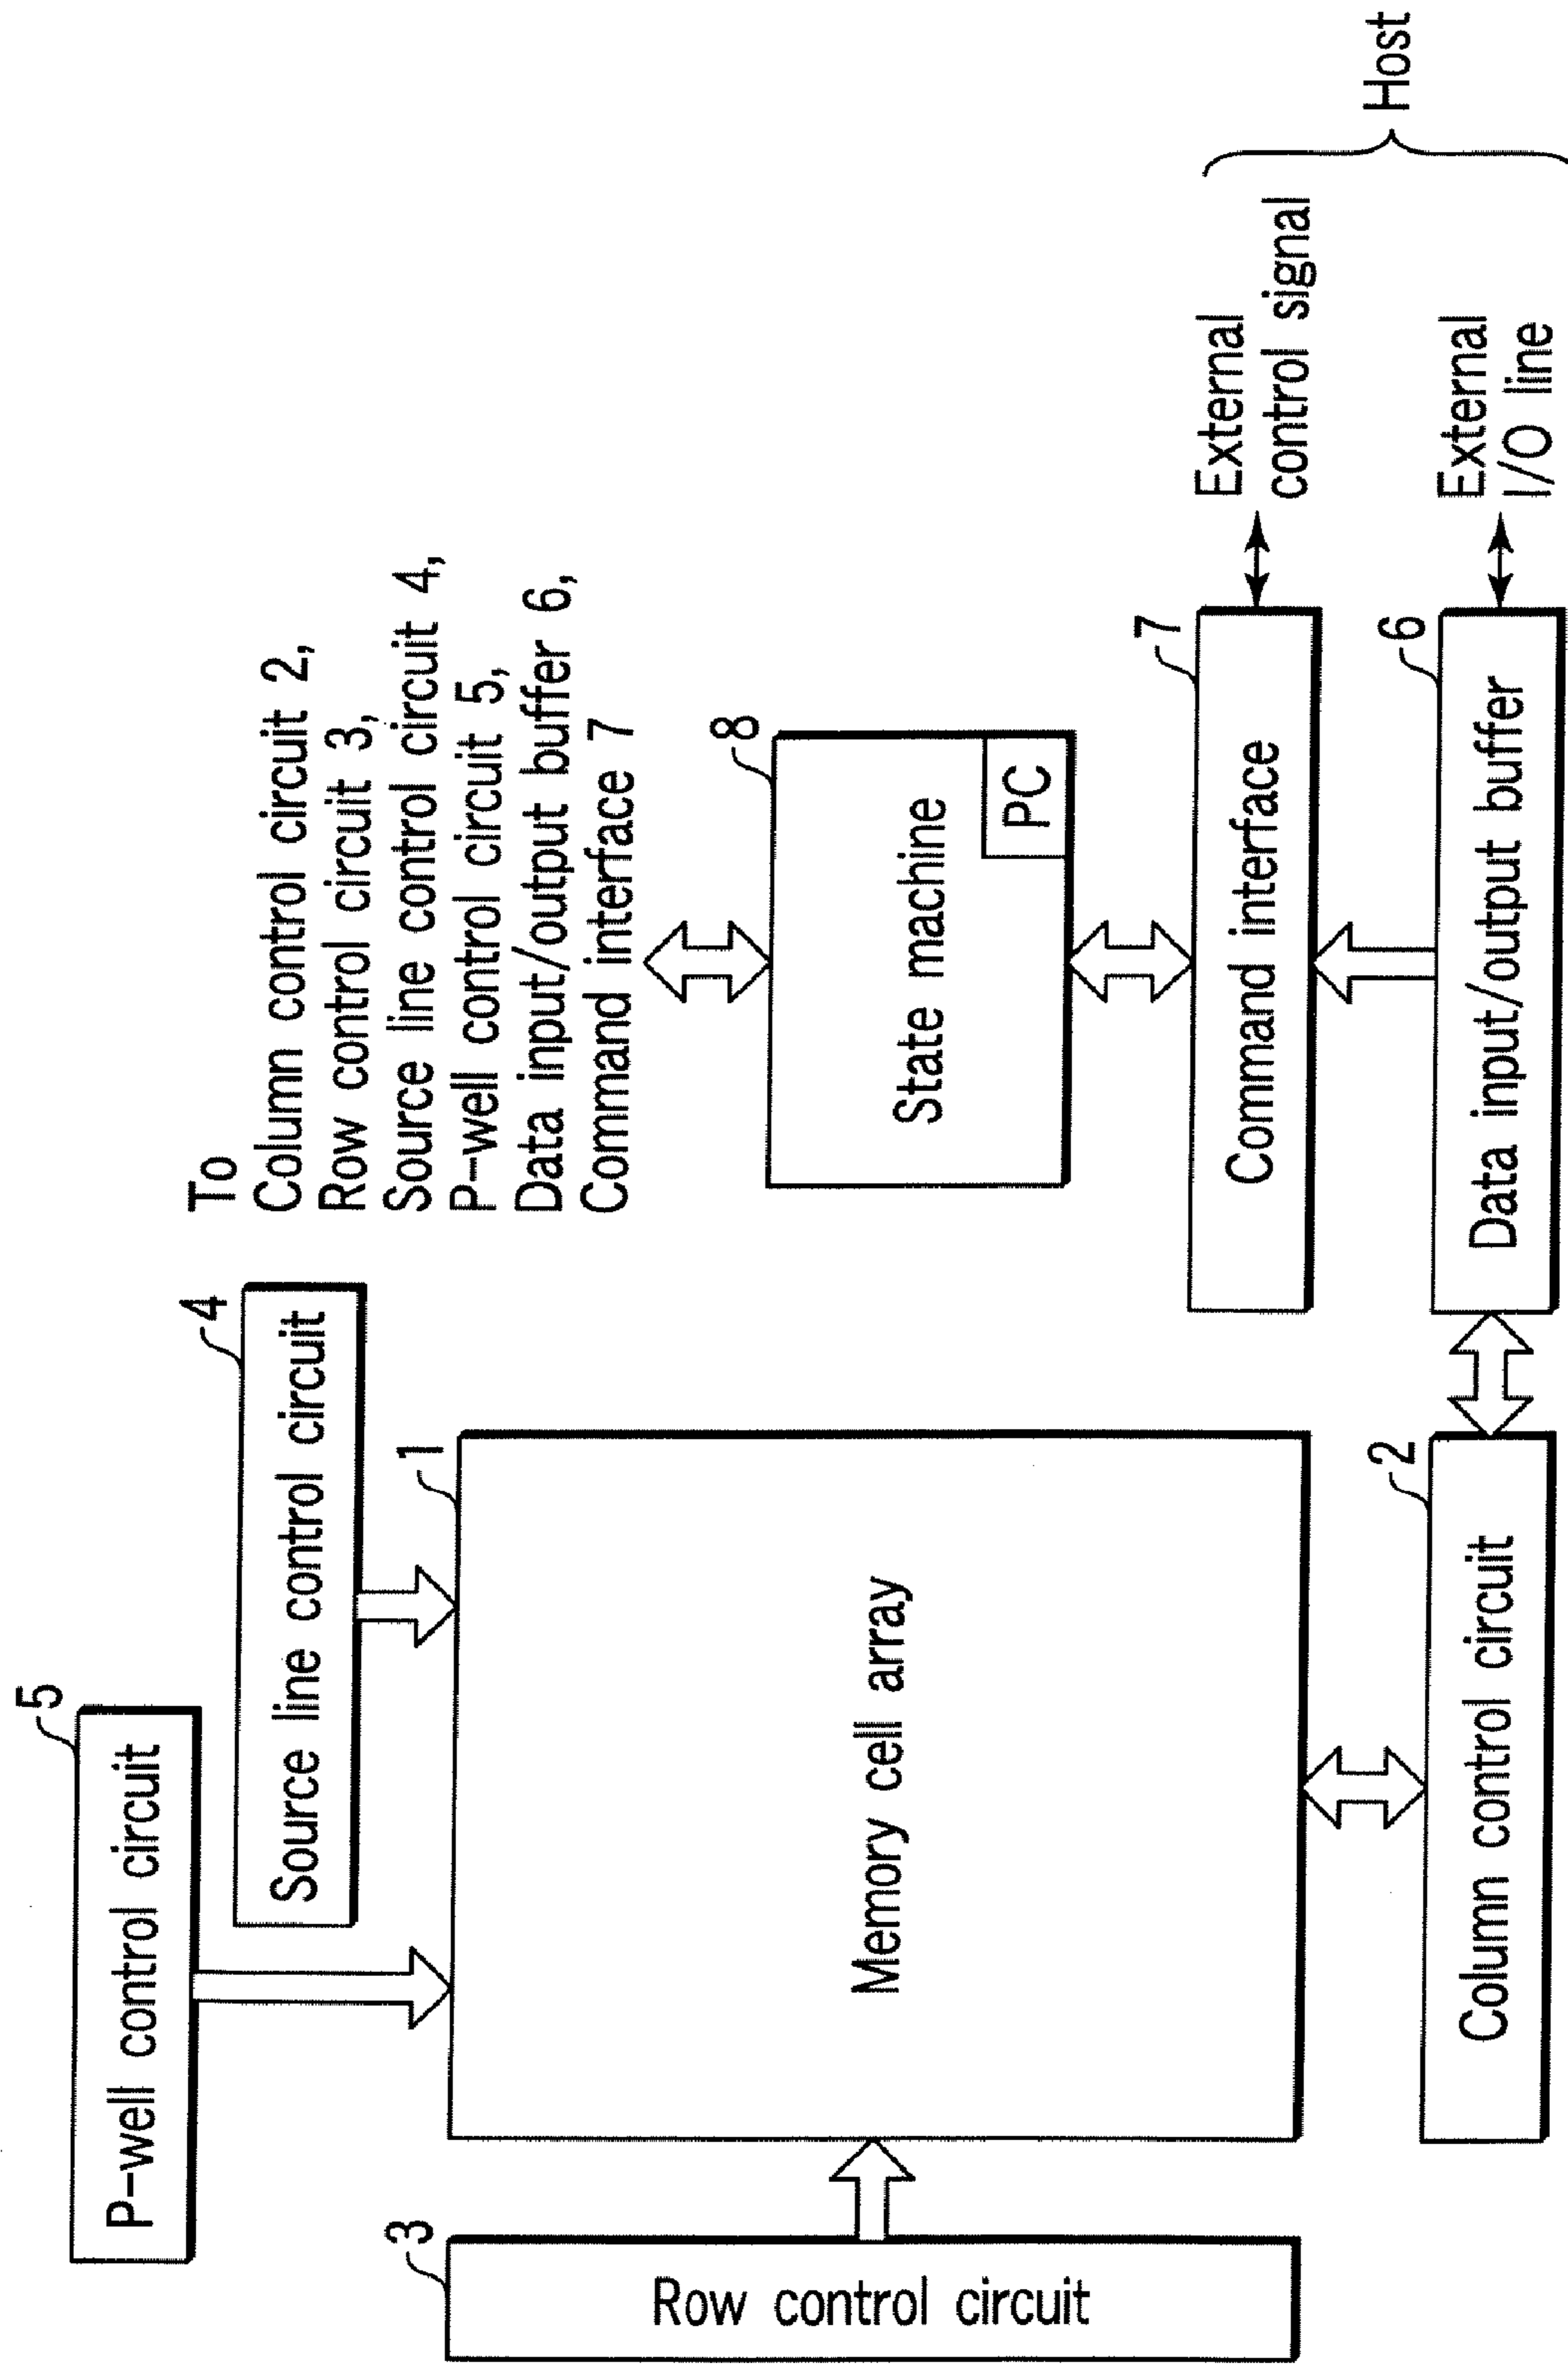 5
P-well control circuit
4
Source line control circuit
To
Column control circuit 2,
Row control circuit 3,
Source line control circuit 4,
P-well control circuit 5,
Data input/output buffer 6,
Command interface 7
3
Row control circuit
1
Memory cell array
8
State machine
PC
7
Command interface
External
control signal
2
Column control circuit
6
Data input/output buffer
External
I/O line
Host